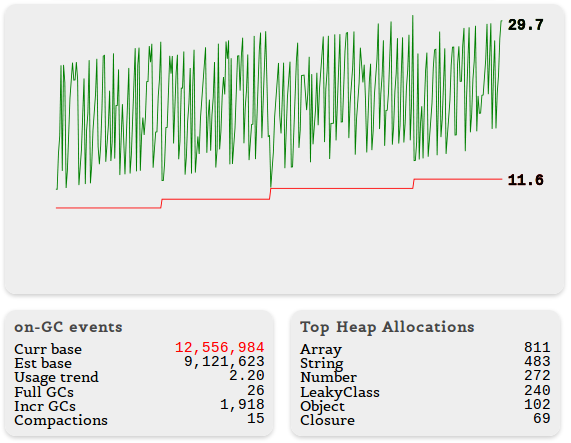 29.7
11.6
on-GC events
Curr base 12,556,984
Est base 9,121,623
Usage trend 2.20
Full GCs 26
Incr GCs 1,918
Compactions 15
Top Heap Allocations
Array 811
String 483
Number 272
LeakyClass 240
Object 102
Closure 69